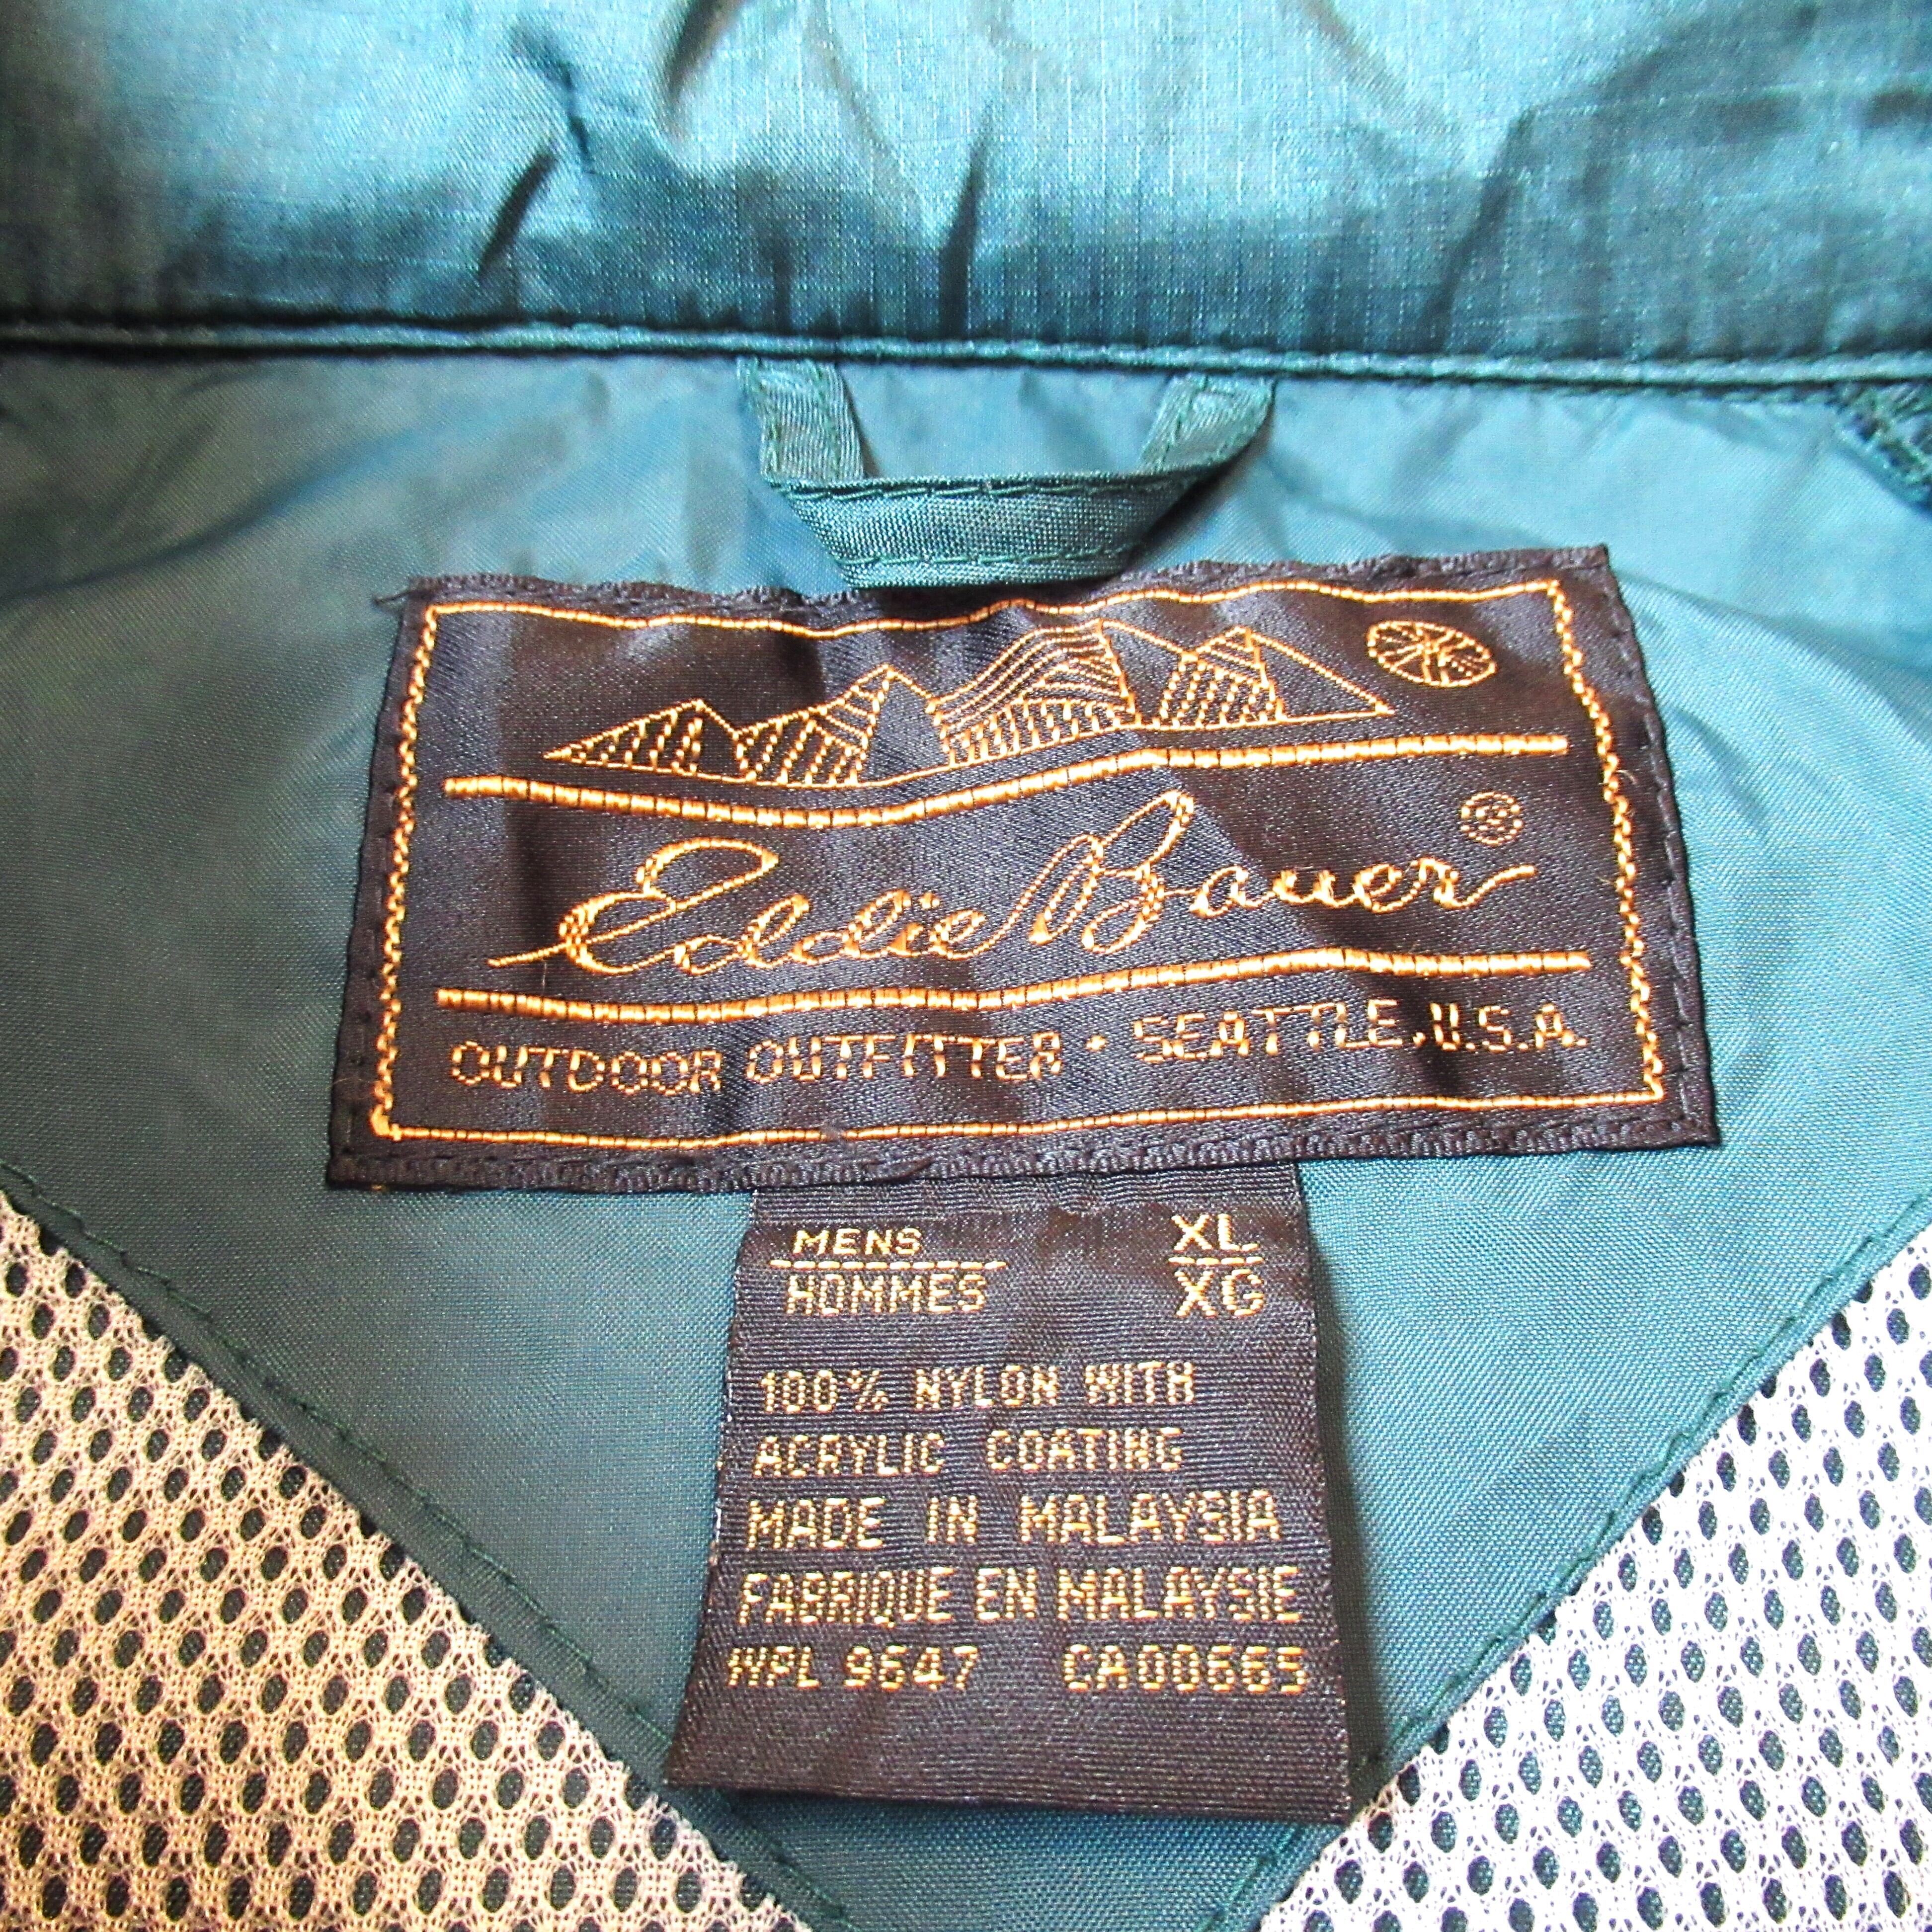 Eddie Bauer®
OUTDOOR OUTFITTER · SEATTLE, U.S.A.
MENS XL
HOMMES XG
100% NYLON WITH
ACRYLIC COATING
MADE IN MALAYSIA
FABRIQUE EN MALAYSIE
WPL 9647 CA00665